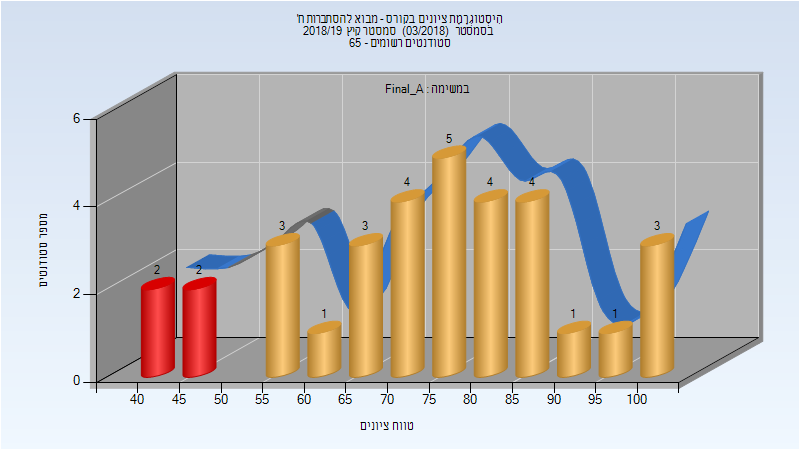 היסטוגרמת ציונים בקורס - מבוא להסתברות ח'
בסמסטר (03/2018) סמסטר קיץ 2018/19
סטודנטים רשומים - 65
במשימה: Final_A
מספר סטודנטים
6
4
2
0
2 2 3 1 3 4 5 4 4 1 1 3
40 45 50 55 60 65 70 75 80 85 90 95 100
טווח ציונים